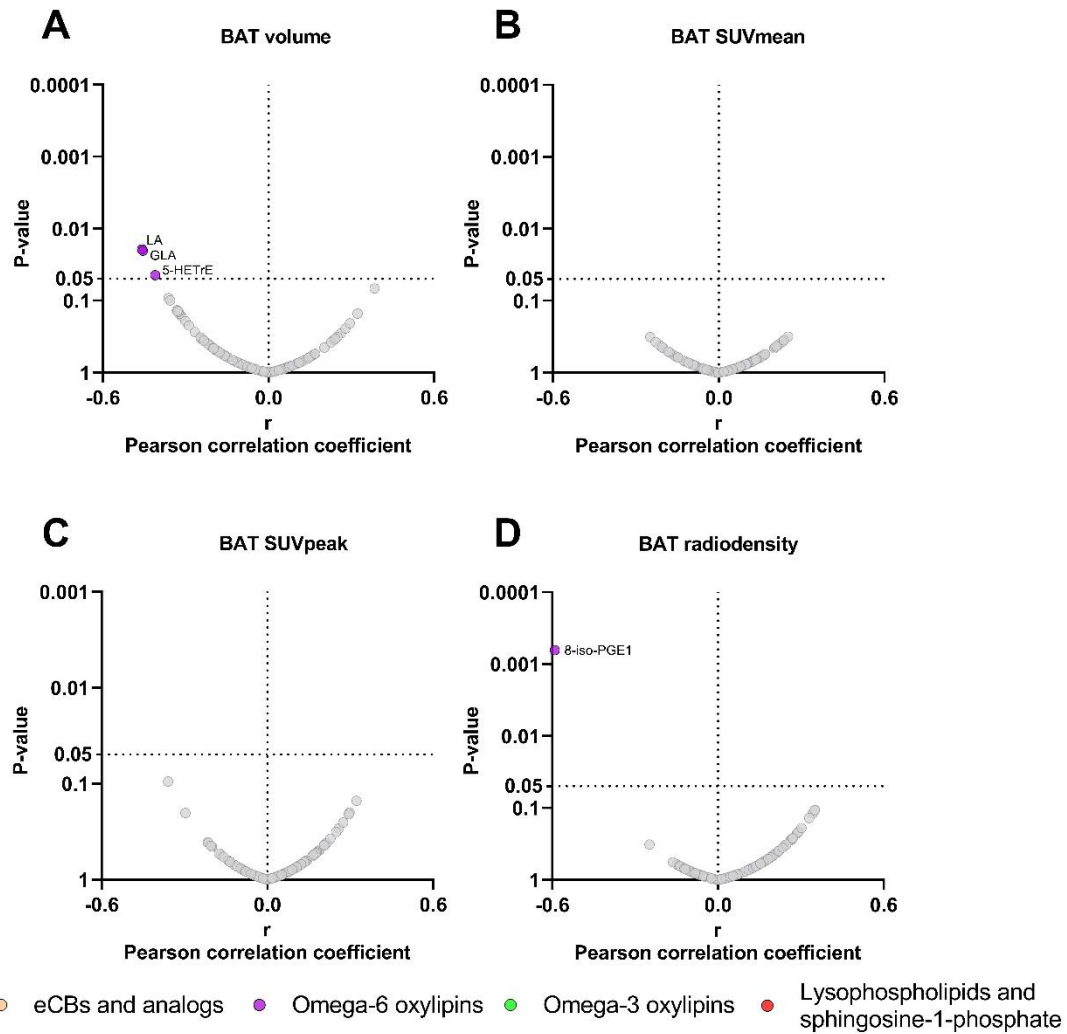 A
BAT volume
0.0001
0.001
0.01
0.05
0.1
1
P-value
LA
GLA
5-HETrE
-0.6
0.0
0.6
r
Pearson correlation coefficient
B
BAT SUVmean
0.0001
0.001
0.01
0.05
0.1
1
P-value
-0.6
0.0
0.6
r
Pearson correlation coefficient
C
BAT SUVpeak
0.001
0.01
0.05
0.1
1
P-value
-0.6
0.0
0.6
r
Pearson correlation coefficient
D
BAT radiodensity
0.0001
0.001
0.01
0.05
0.1
1
P-value
8-iso-PGE1
-0.6
0.0
0.6
r
Pearson correlation coefficient
eCBs and analogs
Omega-6 oxylipins
Omega-3 oxylipins
Lysophospholipids and
sphingosine-1-phosphate